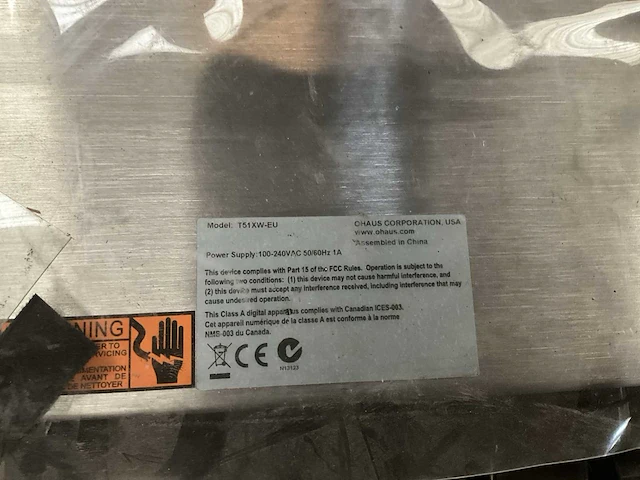 Model: T51XW-EU
OHAUS CORPORATION, USA
www.ohaus.com
*Assembled in China
Power Supply:100-240VAC 50/60Hz 1A
This device complies with Part 15 of the FCC Rules. Operation is subject to the
following two conditions: (1) this device may not cause harmful interference, and
(2) this device must accept any interference received, including interference that may
cause undesired operation.
This Class A digital apparatus complies with Canadian ICES-003.
Cet appareil numérique de la classe A est conforme à la norme
NMB-003 du Canada.
CE
N13123
NING
ER TO
RVICING
MENTATION
AVANT DE
DE NETTOYER